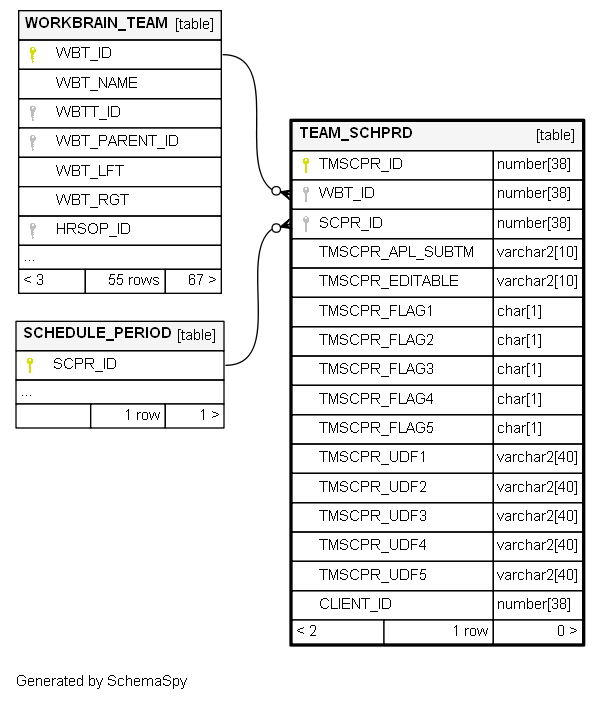 WORKBRAIN_TEAM [table]
WBT_ID
WBT_NAME
WBTT_ID
WBT_PARENT_ID
WBT_LFT
WBT_RGT
HRSOP_ID
...
< 3 55 rows 67 >
SCHEDULE_PERIOD [table]
SCPR_ID
...
1 row 1 >
TEAM_SCHPRD [table]
TMSCPR_ID number[38]
WBT_ID number[38]
SCPR_ID number[38]
TMSCPR_APL_SUBTM varchar2[10]
TMSCPR_EDITABLE varchar2[10]
TMSCPR_FLAG1 char[1]
TMSCPR_FLAG2 char[1]
TMSCPR_FLAG3 char[1]
TMSCPR_FLAG4 char[1]
TMSCPR_FLAG5 char[1]
TMSCPR_UDF1 varchar2[40]
TMSCPR_UDF2 varchar2[40]
TMSCPR_UDF3 varchar2[40]
TMSCPR_UDF4 varchar2[40]
TMSCPR_UDF5 varchar2[40]
CLIENT_ID number[38]
< 2 1 row 0 >
Generated by SchemaSpy